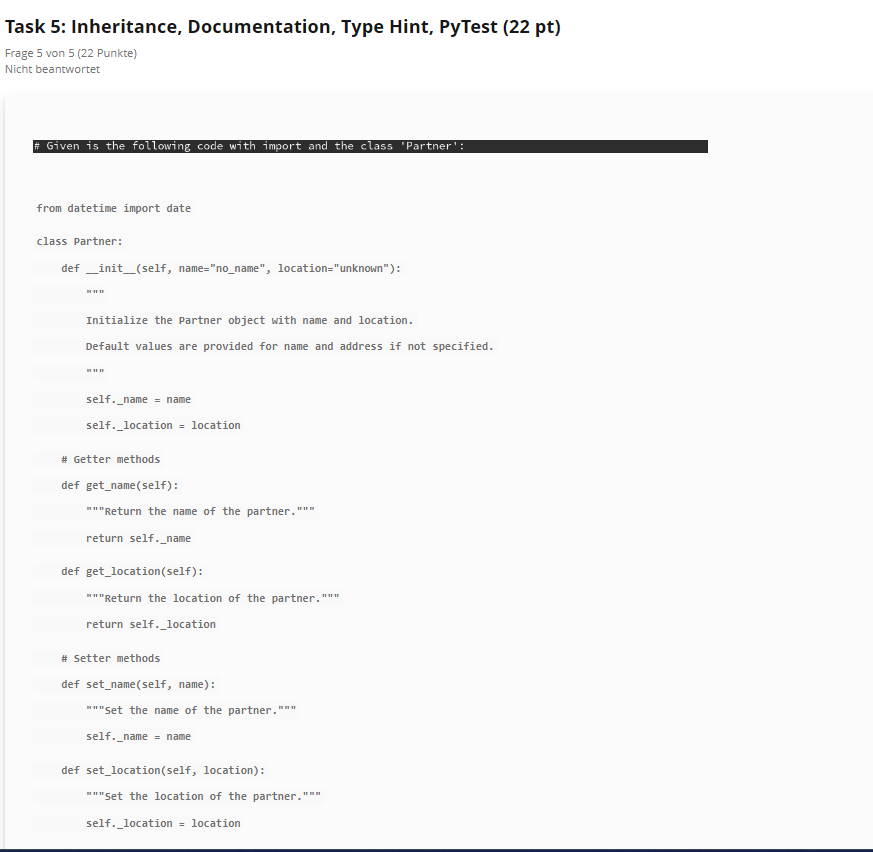 Task 5: Inheritance, Documentation, Type Hint, PyTest (22 pt)
Frage 5 von 5 (22 Punkte)
Nicht beantwortet
# Given is the following code with import and the class 'Partner':
from datetime import date
class Partner:
def __init__(self, name="no_name", location="unknown"):
"""
Initialize the Partner object with name and location.
Default values are provided for name and address if not specified.
"""
self._name = name
self._location = location
# Getter methods
def get_name(self):
"""Return the name of the partner."""
return self._name
def get_location(self):
"""Return the location of the partner."""
return self._location
# Setter methods
def set_name(self, name):
"""Set the name of the partner."""
self._name = name
def set_location(self, location):
"""Set the location of the partner."""
self._location = location